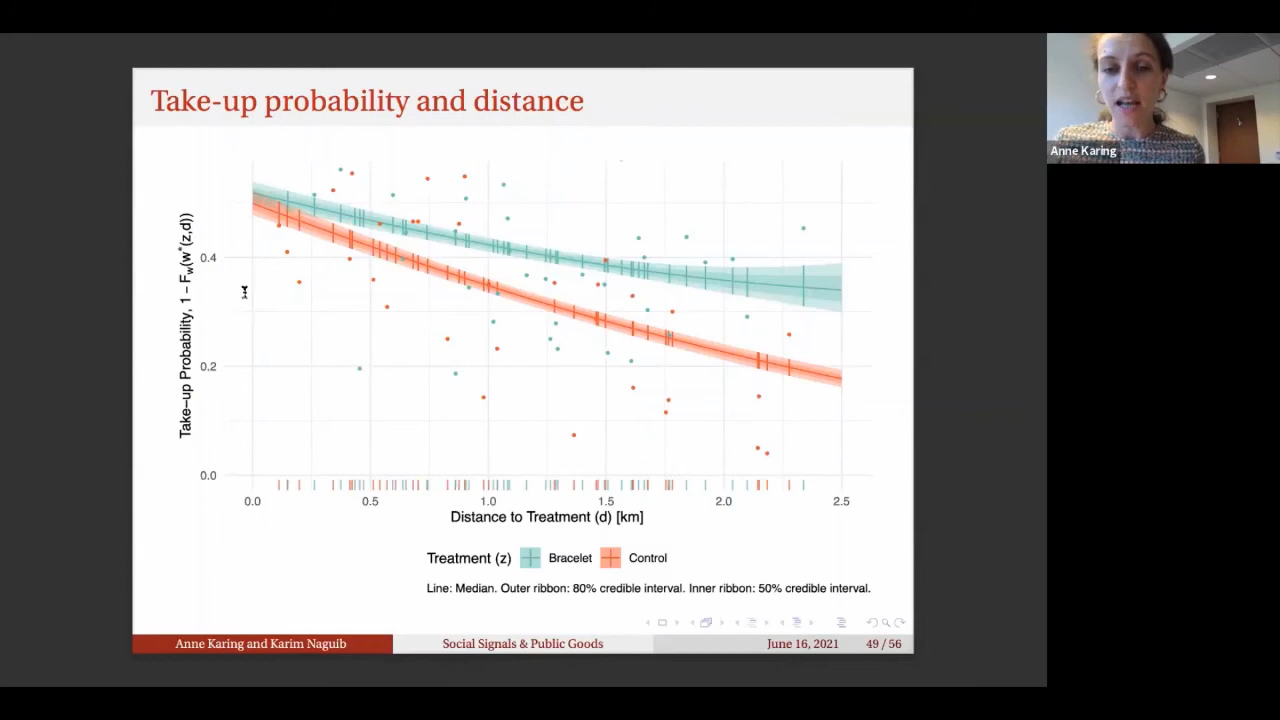 Take-up probability and distance
Anne Karing
Take-up Probability, 1 − F_w(w*(z,d))
0.4
0.2
0.0
0.0 0.5 1.0 1.5 2.0 2.5
Distance to Treatment (d) [km]
Treatment (z) Bracelet Control
Line: Median. Outer ribbon: 80% credible interval. Inner ribbon: 50% credible interval.
Anne Karing and Karim Naguib Social Signals & Public Goods June 16, 2021 49 / 56